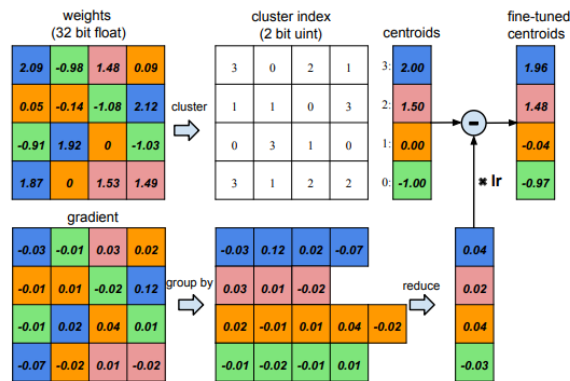 weights
(32 bit float)
cluster index
(2 bit uint)
centroids
fine-tuned
centroids
2.09 -0.98 1.48 0.09
3 0 2 1
3: 2.00
1.96
0.05 -0.14 -1.08 2.12
cluster
1 1 0 3
2: 1.50
1.48
-0.91 1.92 0 -1.03
0 3 1 0
1: 0.00
-0.04
1.87 0 1.53 1.49
3 1 2 2
0: -1.00
-0.97
-
× lr
gradient
-0.03 -0.01 0.03 0.02
-0.03 0.12 0.02 -0.07
0.04
-0.01 0.01 -0.02 0.12
group by
0.03 0.01 -0.02
reduce
0.02
-0.01 0.02 0.04 0.01
0.02 -0.01 0.01 0.04 -0.02
0.04
-0.07 -0.02 0.01 -0.02
-0.01 -0.02 -0.01 0.01
-0.03